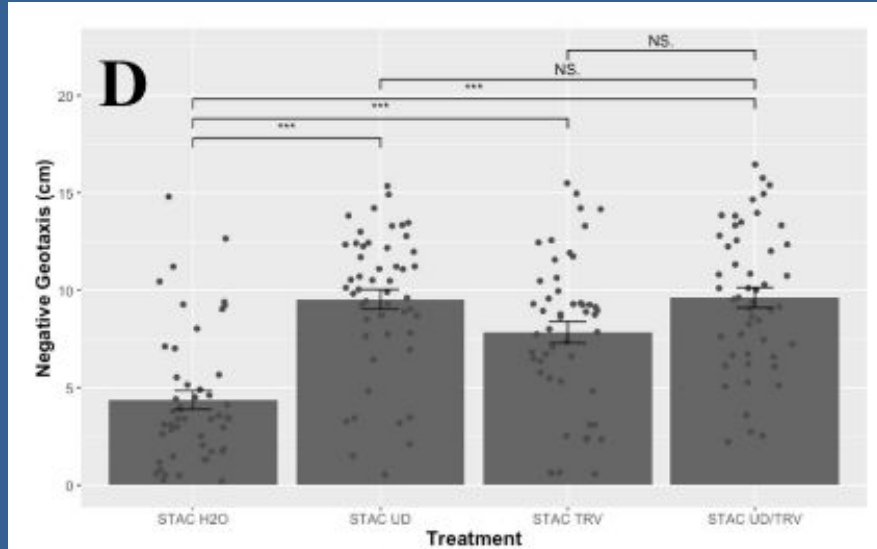 D
NS.
NS.
***
***
***
Negative Geotaxis (cm)
20
15
10
5
0
STAC H2O STAC UD STAC TRV STAC UD/TRV
Treatment